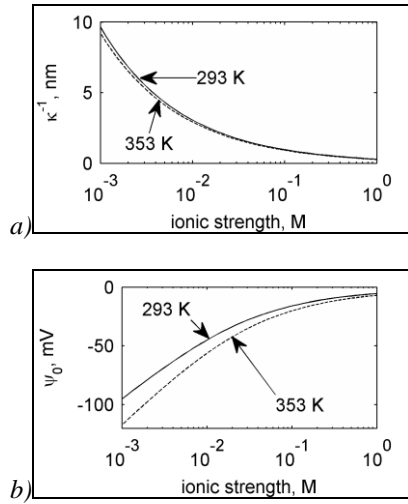 10
293 K
κ⁻¹, nm
5
353 K
0
10⁻³ 10⁻² 10⁻¹ 10⁰
ionic strength, M
a)
0
293 K
ψ₀, mV
-50
353 K
-100
10⁻³ 10⁻² 10⁻¹ 10⁰
ionic strength, M
b)